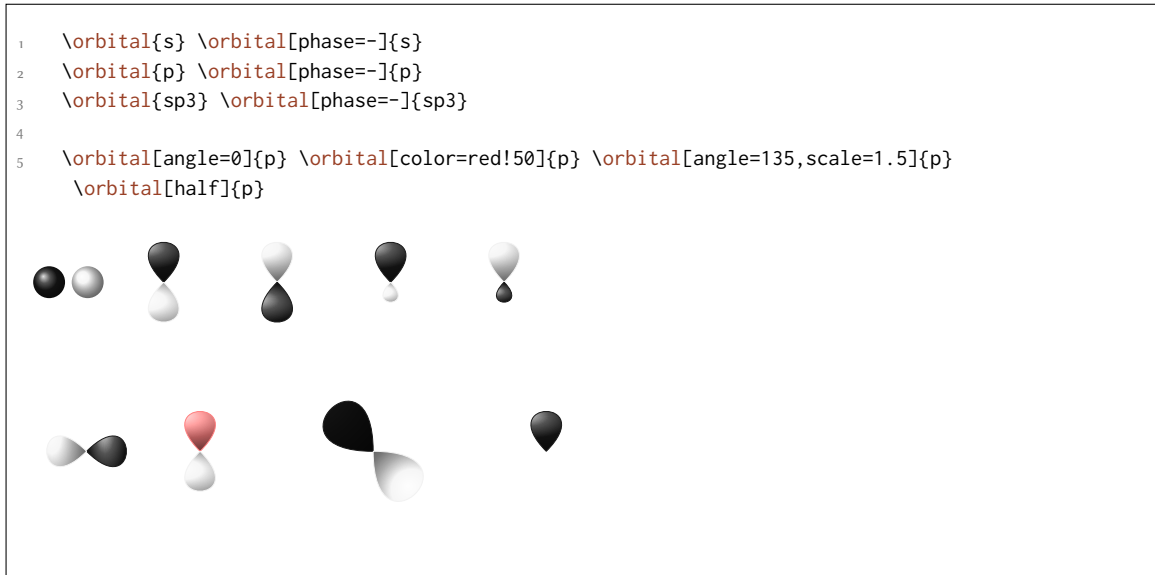 1 \orbital{s} \orbital[phase=-]{s}
2 \orbital{p} \orbital[phase=-]{p}
3 \orbital{sp3} \orbital[phase=-]{sp3}
4
5 \orbital[angle=0]{p} \orbital[color=red!50]{p} \orbital[angle=135,scale=1.5]{p}
\orbital[half]{p}